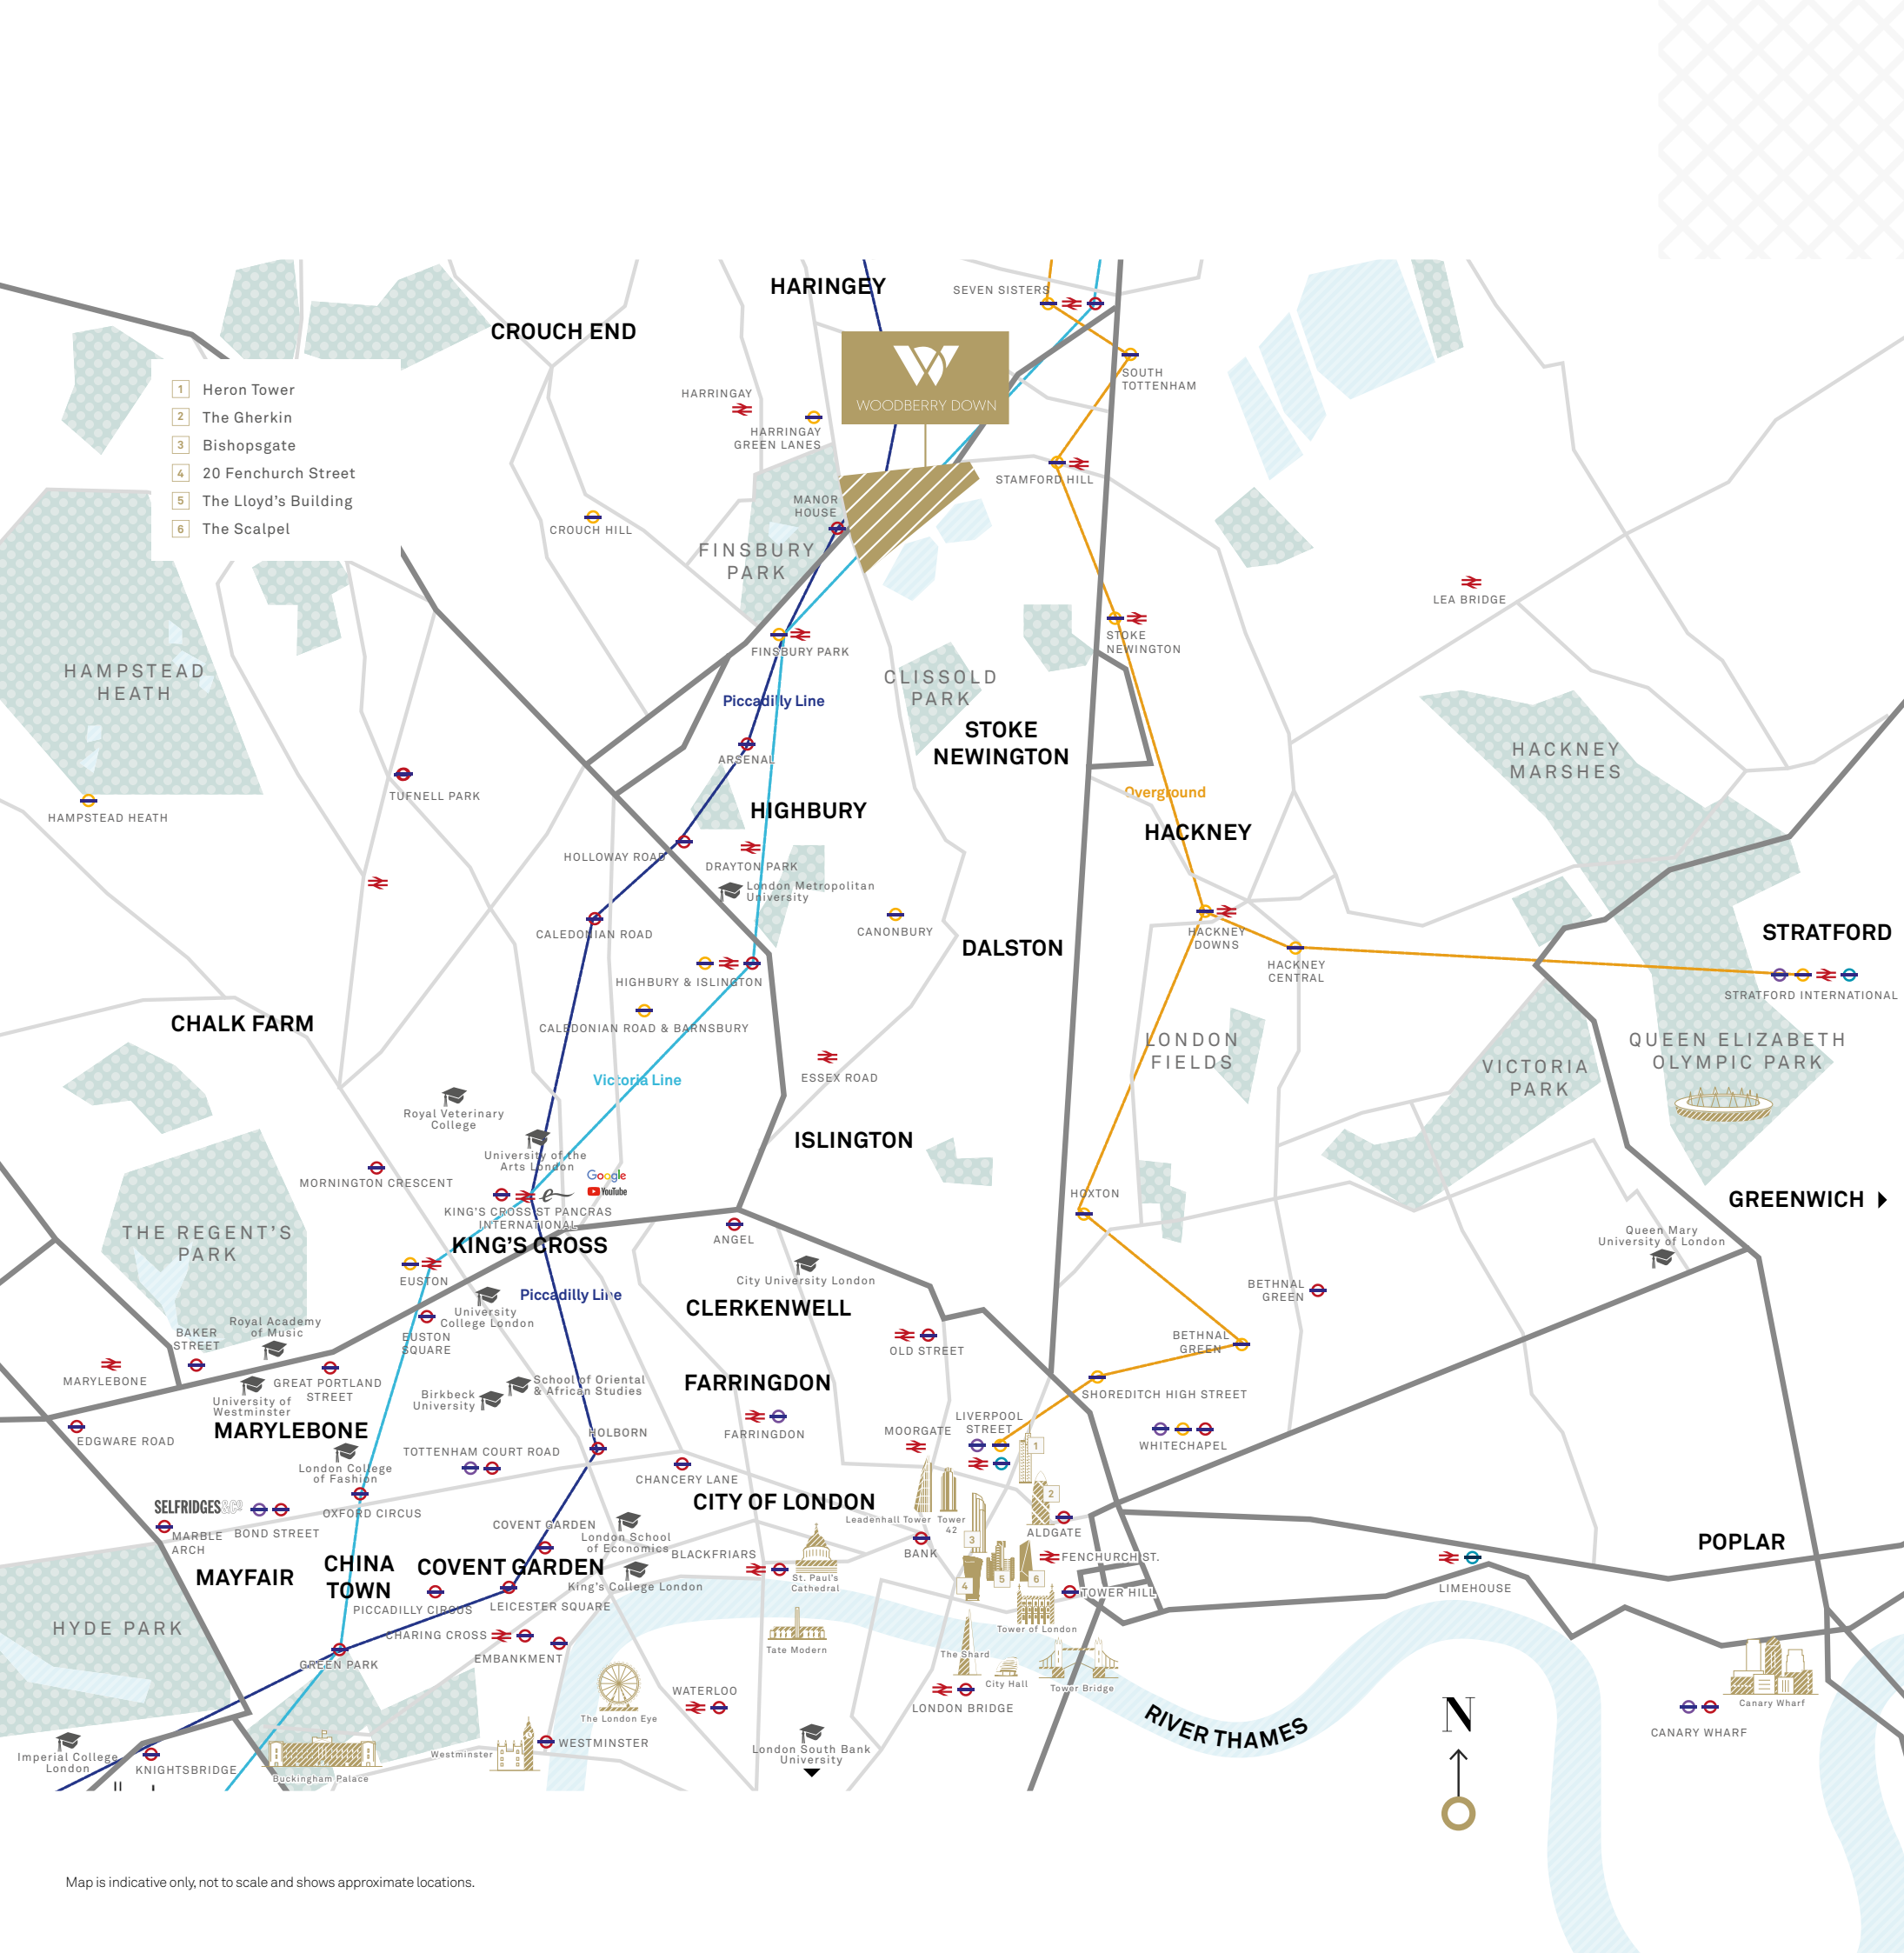 HARINGEY
SEVEN SISTERS
CROUCH END
SOUTH
TOTTENHAM
1 Heron Tower
2 The Gherkin
3 Bishopsgate
4 20 Fenchurch Street
5 The Lloyd's Building
6 The Scalpel
HARRINGAY
WOODBERRY DOWN
HARRINGAY
GREEN LANES
STAMFORD HILL
MANOR
HOUSE
CROUCH HILL
FINSBURY
PARK
LEA BRIDGE
STOKE
NEWINGTON
FINSBURY PARK
HAMPSTEAD
HEATH
CLISSOLD
PARK
Piccadilly Line
STOKE
NEWINGTON
HACKNEY
MARSHES
ARSENAL
TUFNELL PARK
Overground
HAMPSTEAD HEATH
HIGHBURY
HACKNEY
HOLLOWAY ROAD
DRAYTON PARK
London Metropolitan
University
CALEDONIAN ROAD
CANONBURY
HACKNEY
DOWNS
STRATFORD
DALSTON
HACKNEY
CENTRAL
HIGHBURY & ISLINGTON
STRATFORD INTERNATIONAL
CHALK FARM
CALEDONIAN ROAD & BARNSBURY
LONDON
FIELDS
QUEEN ELIZABETH
OLYMPIC PARK
VICTORIA
PARK
ESSEX ROAD
Victoria Line
Royal Veterinary
College
ISLINGTON
University of the
Arts London
Google
YouTube
MORNINGTON CRESCENT
HOXTON
GREENWICH
KING'S CROSS ST PANCRAS
INTERNATIONAL
THE REGENT'S
PARK
KING'S CROSS
ANGEL
Queen Mary
University of London
EUSTON
City University London
BETHNAL
GREEN
Piccadilly Line
CLERKENWELL
University
College London
Royal Academy
of Music
BAKER
STREET
EUSTON
SQUARE
OLD STREET
BETHNAL
GREEN
MARYLEBONE
GREAT PORTLAND
STREET
School of Oriental
& African Studies
FARRINGDON
SHOREDITCH HIGH STREET
University of
Westminster
Birkbeck
University
MARYLEBONE
EDGWARE ROAD
HOLBORN
FARRINGDON
MOORGATE
LIVERPOOL
STREET
1
WHITECHAPEL
TOTTENHAM COURT ROAD
London College
of Fashion
CHANCERY LANE
2
CITY OF LONDON
SELFRIDGES&CO
BOND STREET
OXFORD CIRCUS
Leadenhall Tower
Tower
42
MARBLE
ARCH
COVENT GARDEN
London School
of Economics
ALDGATE
3
BANK
BLACKFRIARS
FENCHURCH ST.
POPLAR
CHINA
TOWN
COVENT GARDEN
MAYFAIR
King's College London
St. Paul's
Cathedral
4
5
6
TOWER HILL
LIMEHOUSE
PICCADILLY CIRCUS
LEICESTER SQUARE
HYDE PARK
CHARING CROSS
EMBANKMENT
Tate Modern
Tower of London
The Shard
GREEN PARK
City Hall
Tower Bridge
WATERLOO
LONDON BRIDGE
The London Eye
Canary Wharf
CANARY WHARF
RIVER THAMES
N
Imperial College
London
KNIGHTSBRIDGE
Buckingham Palace
Westminster
WESTMINSTER
London South Bank
University
Map is indicative only, not to scale and shows approximate locations.